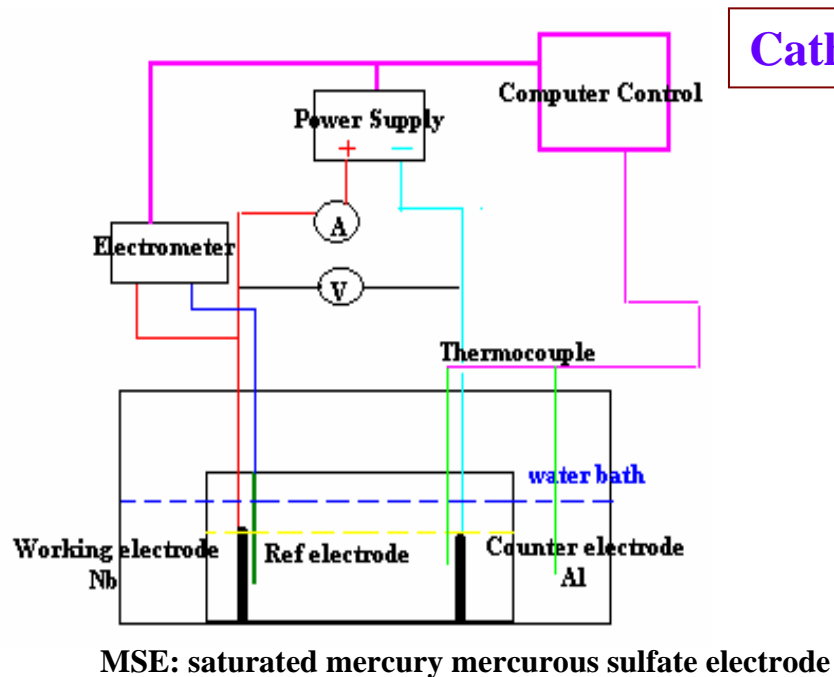 Cath
Computer Control
Power Supply
+ −
A
Electrometer
V
Thermocouple
water bath
Working electrode
Nb
Ref electrode
Counter electrode
Al
MSE: saturated mercury mercurous sulfate electrode